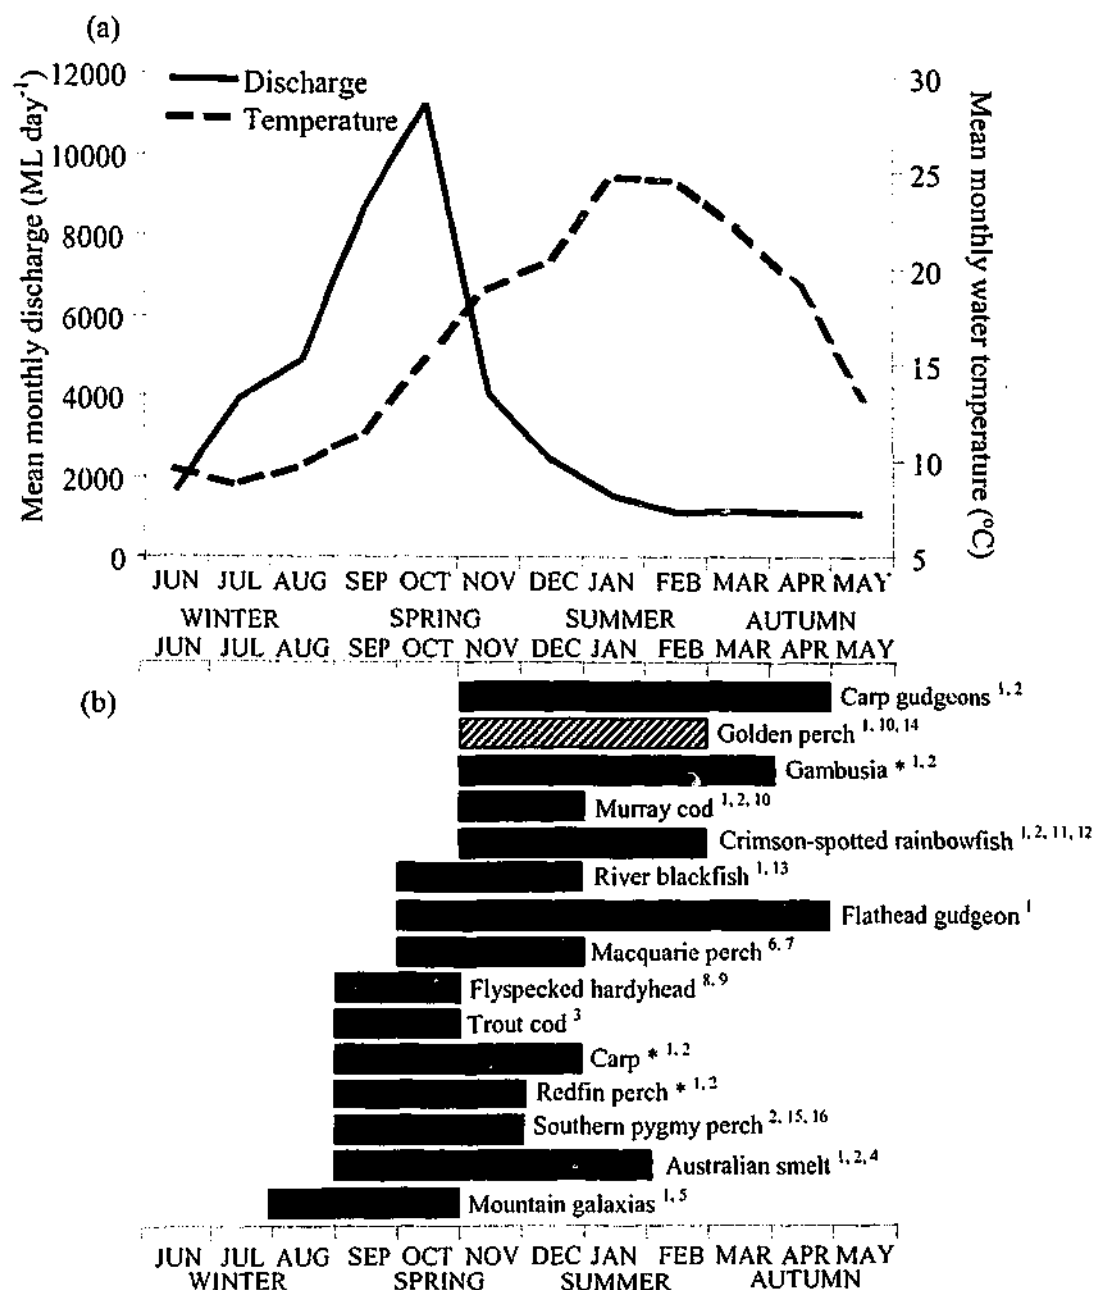 (a)
Mean monthly discharge (ML day⁻¹)
12000
10000
8000
6000
4000
2000
0
Discharge
Temperature
30
25
20
15
10
5
Mean monthly water temperature (°C)
JUN JUL AUG SEP OCT NOV DEC JAN FEB MAR APR MAY
WINTER SPRING SUMMER AUTUMN
JUN JUL AUG SEP OCT NOV DEC JAN FEB MAR APR MAY
(b)
Carp gudgeons 1, 2
Golden perch 1, 10, 14
Gambusia * 1, 2
Murray cod 1, 2, 10
Crimson-spotted rainbowfish 1, 2, 11, 12
River blackfish 1, 13
Flathead gudgeon 1
Macquarie perch 6, 7
Flyspecked hardyhead 8, 9
Trout cod 3
Carp * 1, 2
Redfin perch * 1, 2
Southern pygmy perch 2, 15, 16
Australian smelt 1, 2, 4
Mountain galaxias 1, 5
JUN JUL AUG SEP OCT NOV DEC JAN FEB MAR APR MAY
WINTER SPRING SUMMER AUTUMN